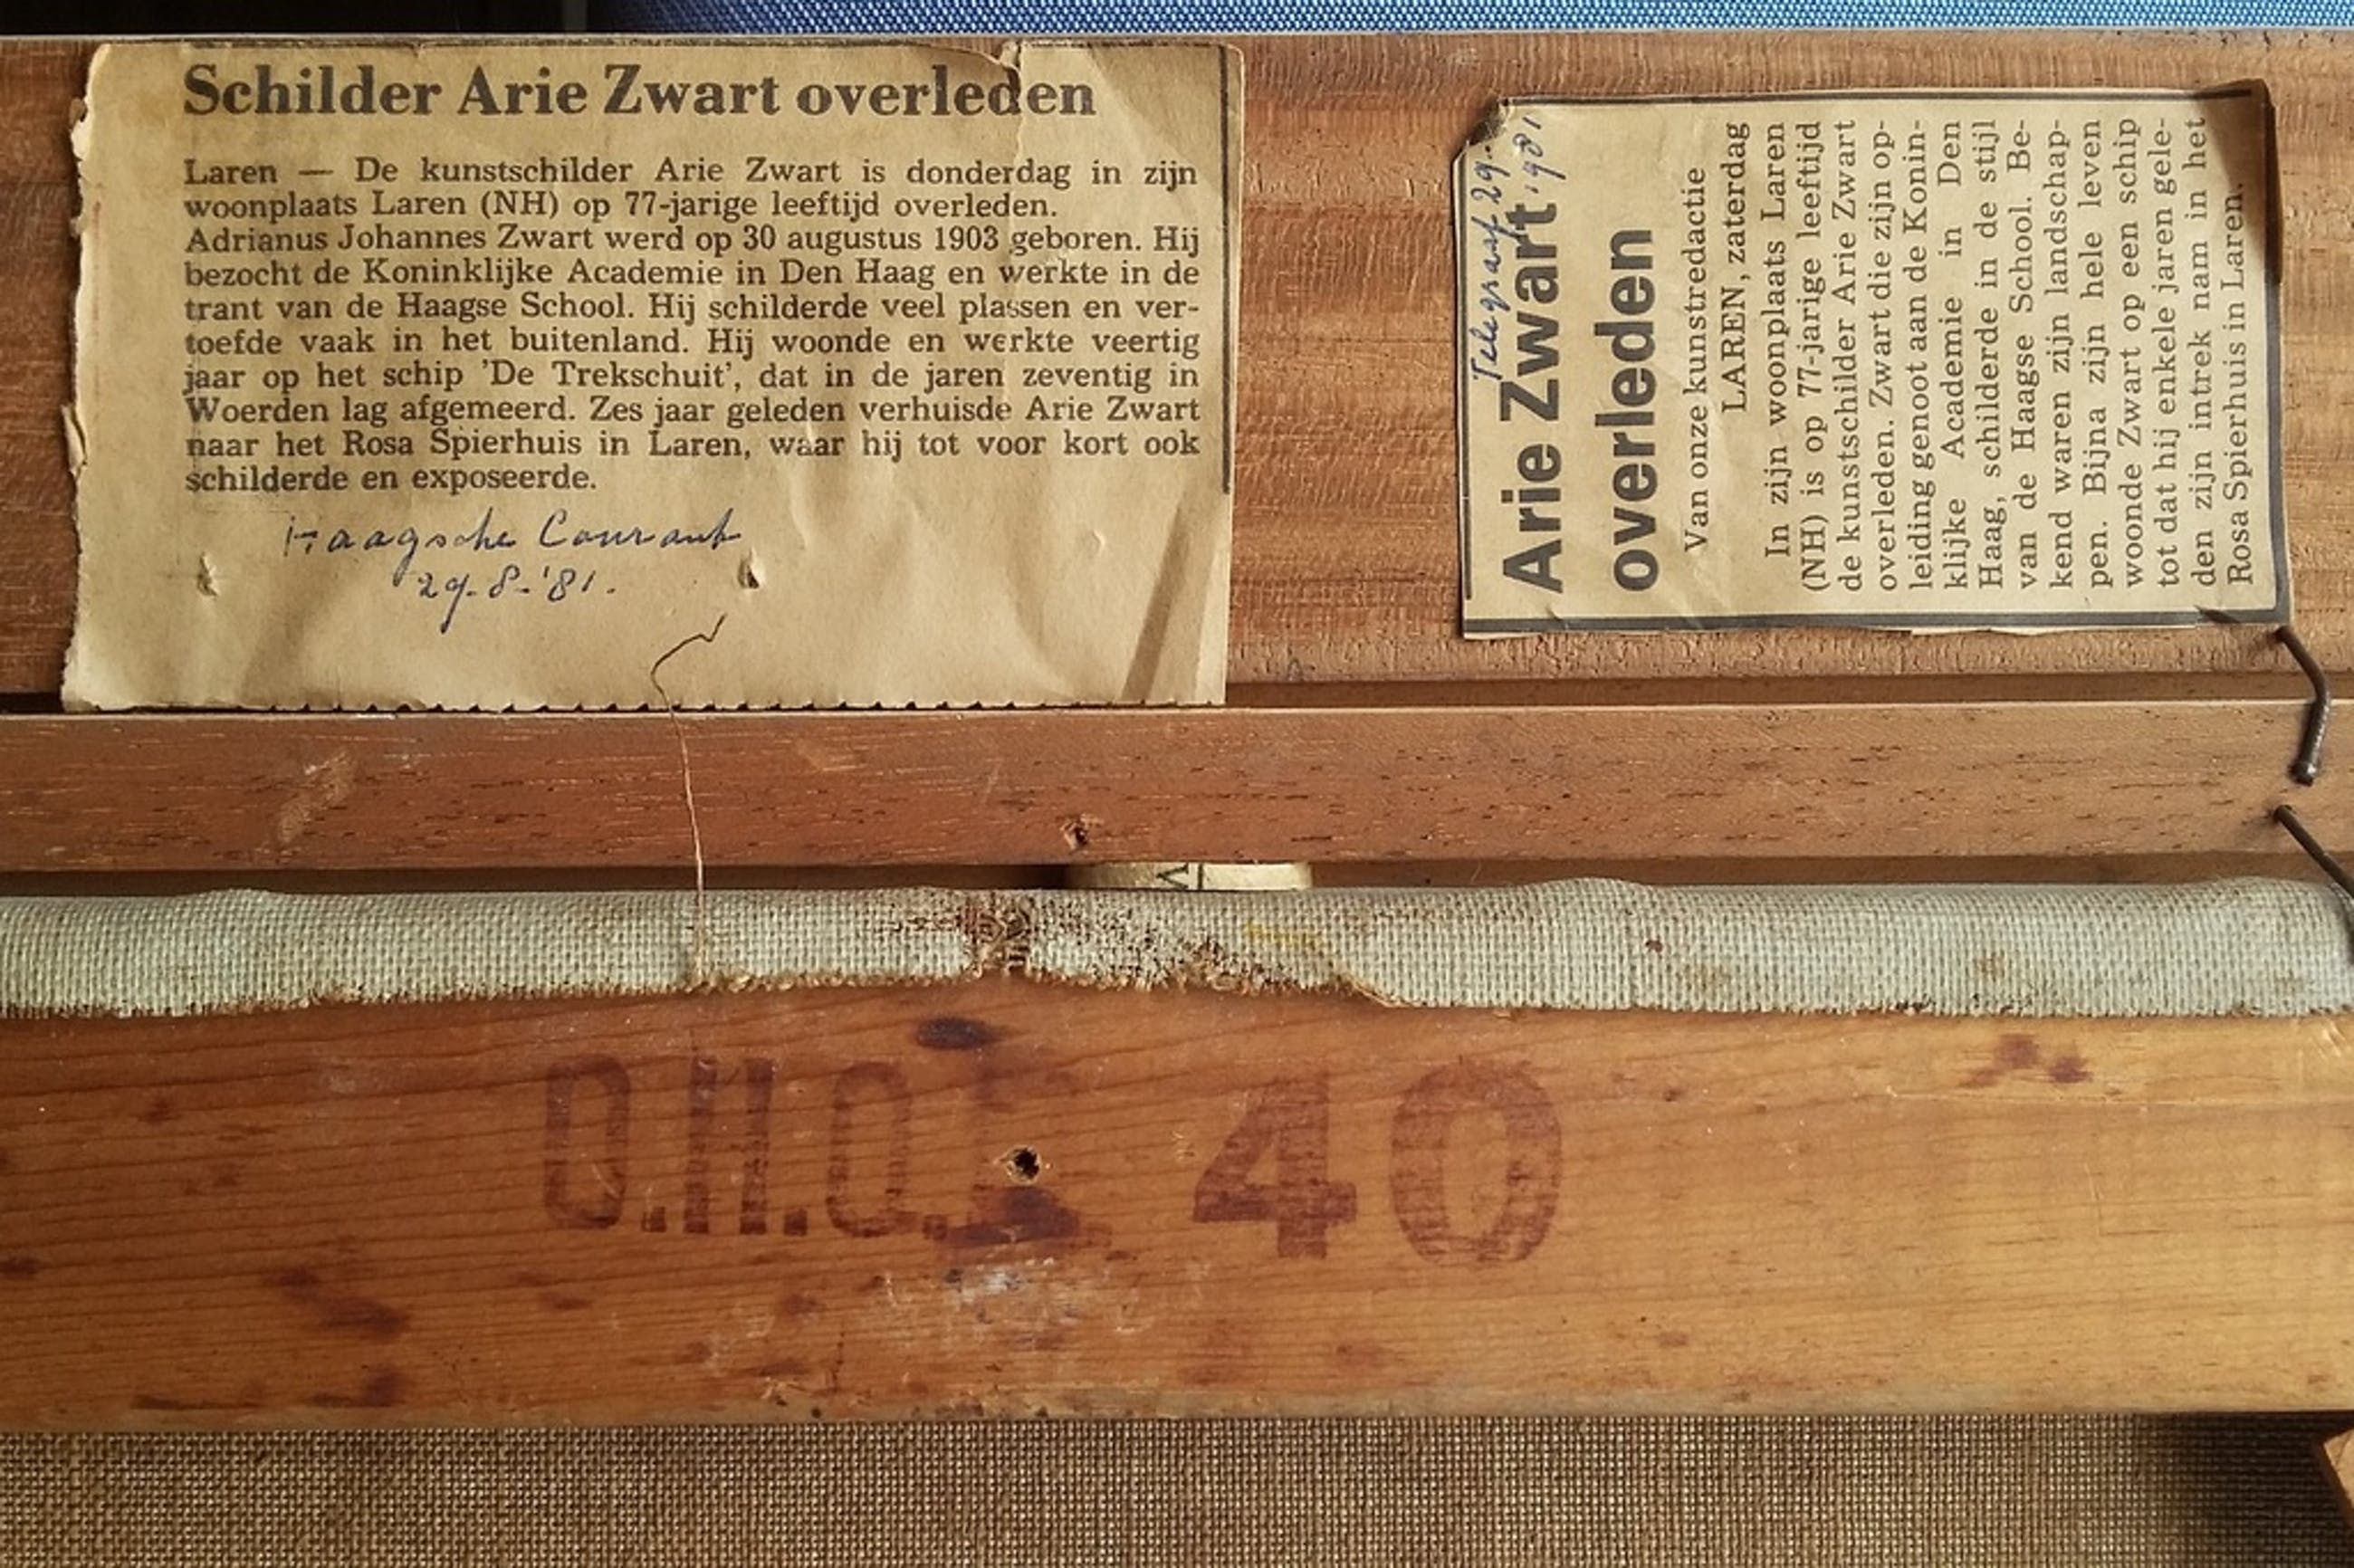 Schilder Arie Zwart overleden
Laren — De kunstschilder Arie Zwart is donderdag in zijn
woonplaats Laren (NH) op 77-jarige leeftijd overleden.
Adrianus Johannes Zwart werd op 30 augustus 1903 geboren. Hij
bezocht de Koninklijke Academie in Den Haag en werkte in de
trant van de Haagse School. Hij schilderde veel plassen en ver-
toefde vaak in het buitenland. Hij woonde en werkte veertig
jaar op het schip 'De Trekschuit', dat in de jaren zeventig in
Woerden lag afgemeerd. Zes jaar geleden verhuisde Arie Zwart
naar het Rosa Spierhuis in Laren, waar hij tot voor kort ook
schilderde en exposeerde.
Haagsche Courant
29-8-'81.
Telegraaf 29.
1981
Arie Zwart
overleden
Van onze kunstredactie
LAREN, zaterdag
In zijn woonplaats Laren
(NH) is op 77-jarige leeftijd
de kunstschilder Arie Zwart
overleden. Zwart die zijn op-
leiding genoot aan de Konin-
klijke Academie in Den
Haag, schilderde in de stijl
van de Haagse School. Be-
kend waren zijn landschap-
pen. Bijna zijn hele leven
woonde Zwart op een schip
tot dat hij enkele jaren gele-
den zijn intrek nam in het
Rosa Spierhuis in Laren.
40